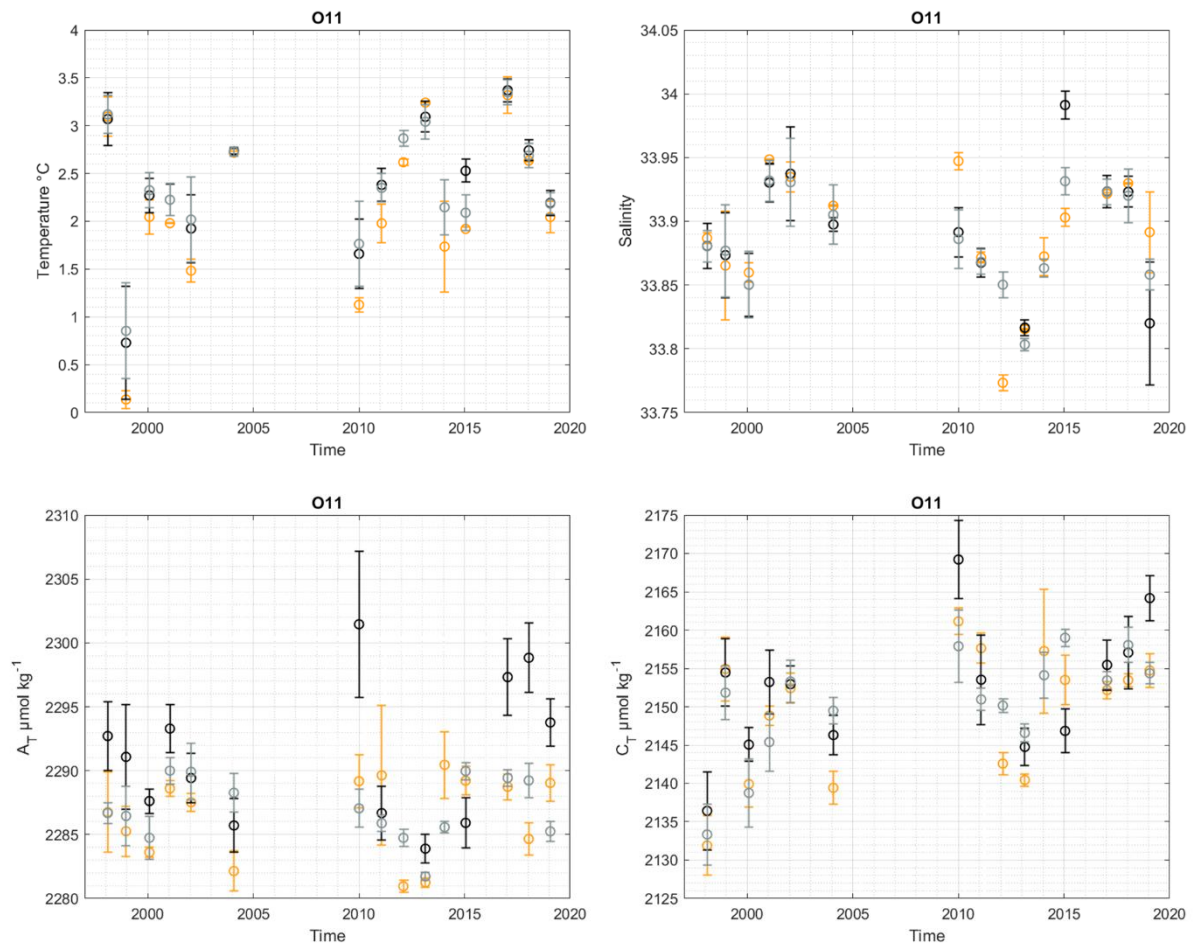 O11
4
3.5
3
2.5
2
1.5
1
0.5
0
Temperature °C
2000 2005 2010 2015 2020
Time
O11
34.05
34
33.95
33.9
33.85
33.8
33.75
Salinity
2000 2005 2010 2015 2020
Time
O11
2310
2305
2300
2295
2290
2285
2280
A_T µmol kg⁻¹
2000 2005 2010 2015 2020
Time
O11
2175
2170
2165
2160
2155
2150
2145
2140
2135
2130
2125
C_T µmol kg⁻¹
2000 2005 2010 2015 2020
Time